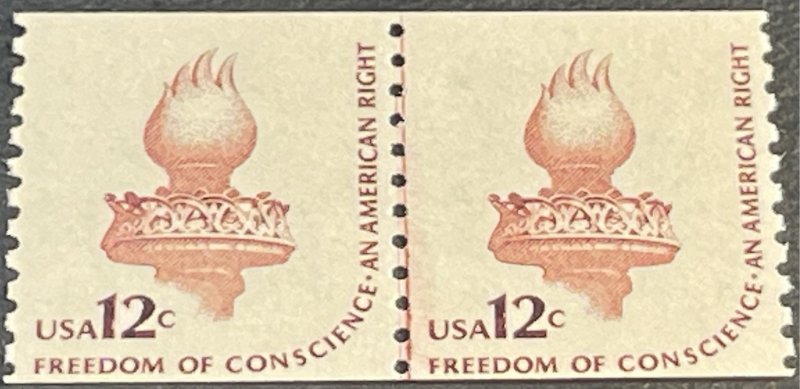 USA 12c
FREEDOM OF CONSCIENCE • AN AMERICAN RIGHT
USA 12c
FREEDOM OF CONSCIENCE • AN AMERICAN RIGHT